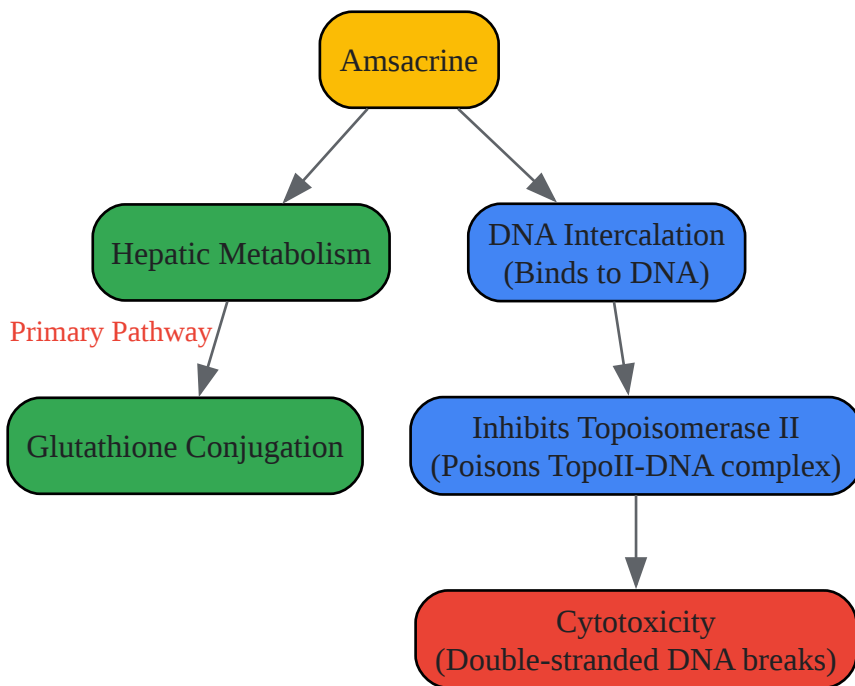 Amsacrine
Hepatic Metabolism
DNA Intercalation
(Binds to DNA)
Primary Pathway
Glutathione Conjugation
Inhibits Topoisomerase II
(Poisons TopoII-DNA complex)
Cytotoxicity
(Double-stranded DNA breaks)